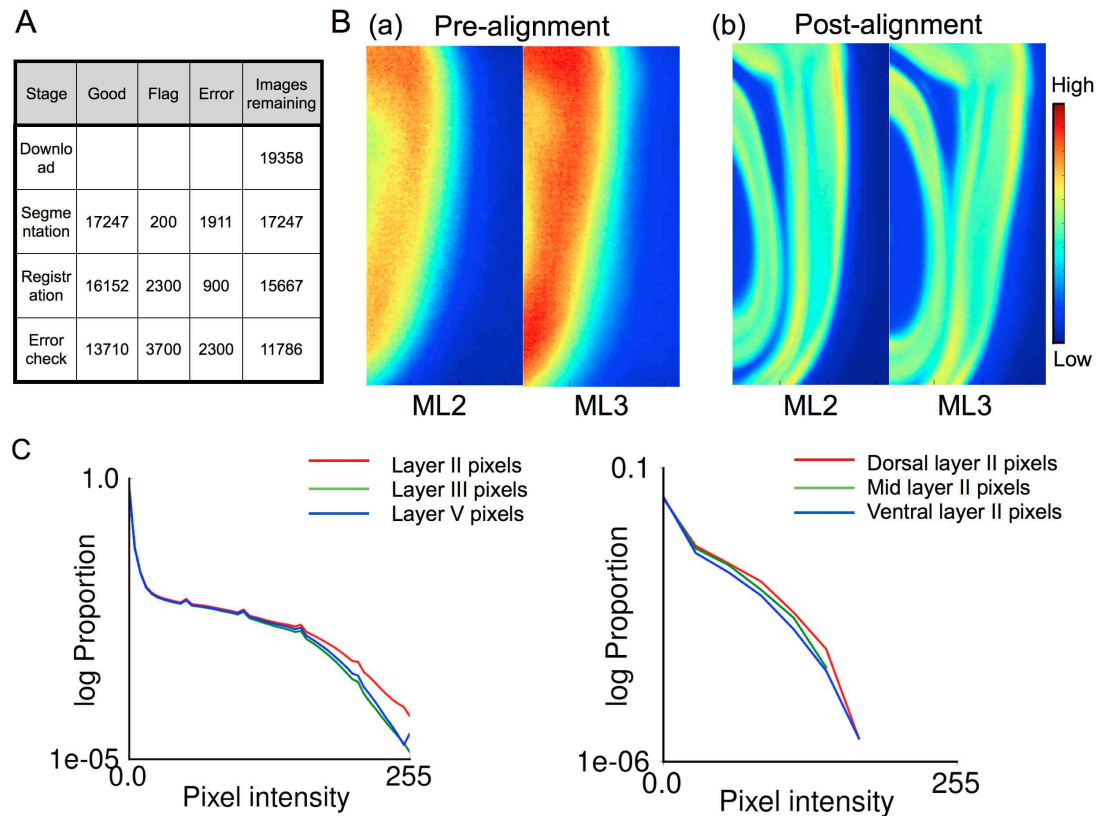 A
Stage Good Flag Error Images remaining
Downlo
ad
19358
Segme
ntation
17247 200 1911 17247
Registr
ation
16152 2300 900 15667
Error
check
13710 3700 2300 11786
B
(a) Pre-alignment
(b) Post-alignment
ML2 ML3
ML2 ML3
High
Low
C
1.0
log Proportion
1e-05
0.0 255
Pixel intensity
Layer II pixels
Layer III pixels
Layer V pixels
0.1
log Proportion
1e-06
0.0 255
Pixel intensity
Dorsal layer II pixels
Mid layer II pixels
Ventral layer II pixels